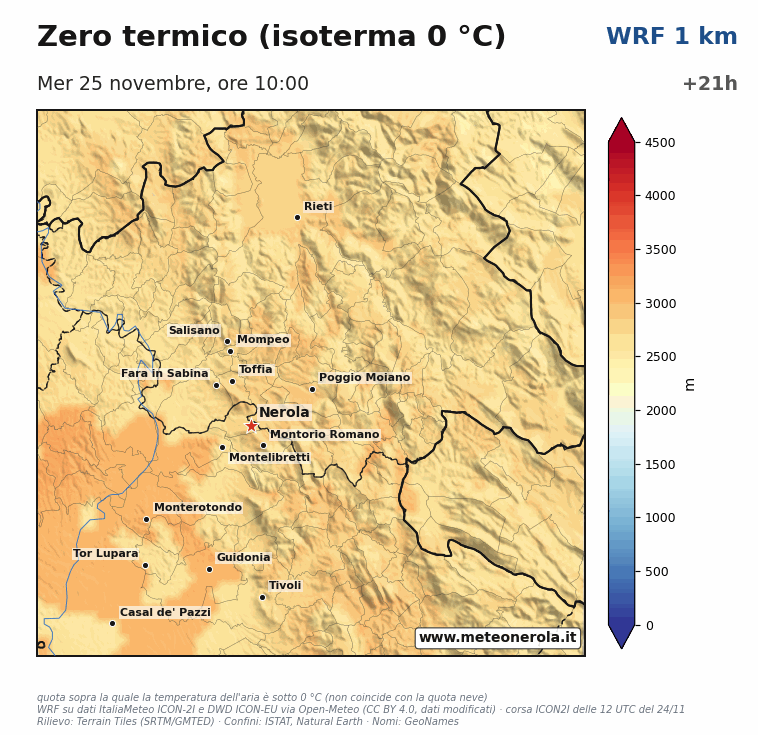 Zero termico (isoterma 0 °C)
WRF 1 km
Mer 25 novembre, ore 10:00
+21h
4500
4000
3500
3000
2500
2000
1500
1000
500
0
m
Rieti
Salisano
Mompeo
Toffia
Fara in Sabina
Poggio Moiano
Nerola
Montorio Romano
Montelibretti
Monterotondo
Tor Lupara
Guidonia
Tivoli
Casal de' Pazzi
www.meteonerola.it
quota sopra la quale la temperatura dell'aria è sotto 0 °C (non coincide con la quota neve)
WRF su dati ItaliaMeteo ICON-2I e DWD ICON-EU via Open-Meteo (CC BY 4.0, dati modificati) · corsa ICON2I delle 12 UTC del 24/11
Rilievo: Terrain Tiles (SRTM/GMTED) · Confini: ISTAT, Natural Earth · Nomi: GeoNames